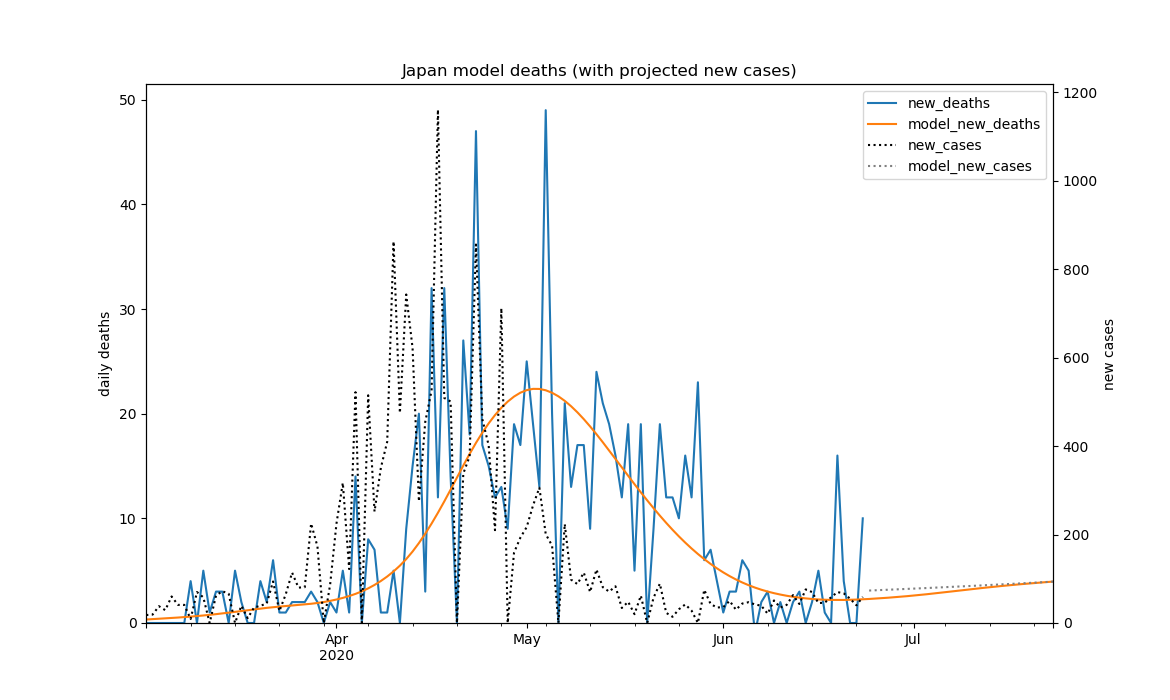 Japan model deaths (with projected new cases)
50
40
30
20
10
0
daily deaths
1200
1000
800
600
400
200
0
new cases
new_deaths
model_new_deaths
new_cases
model_new_cases
Apr
2020
May
Jun
Jul